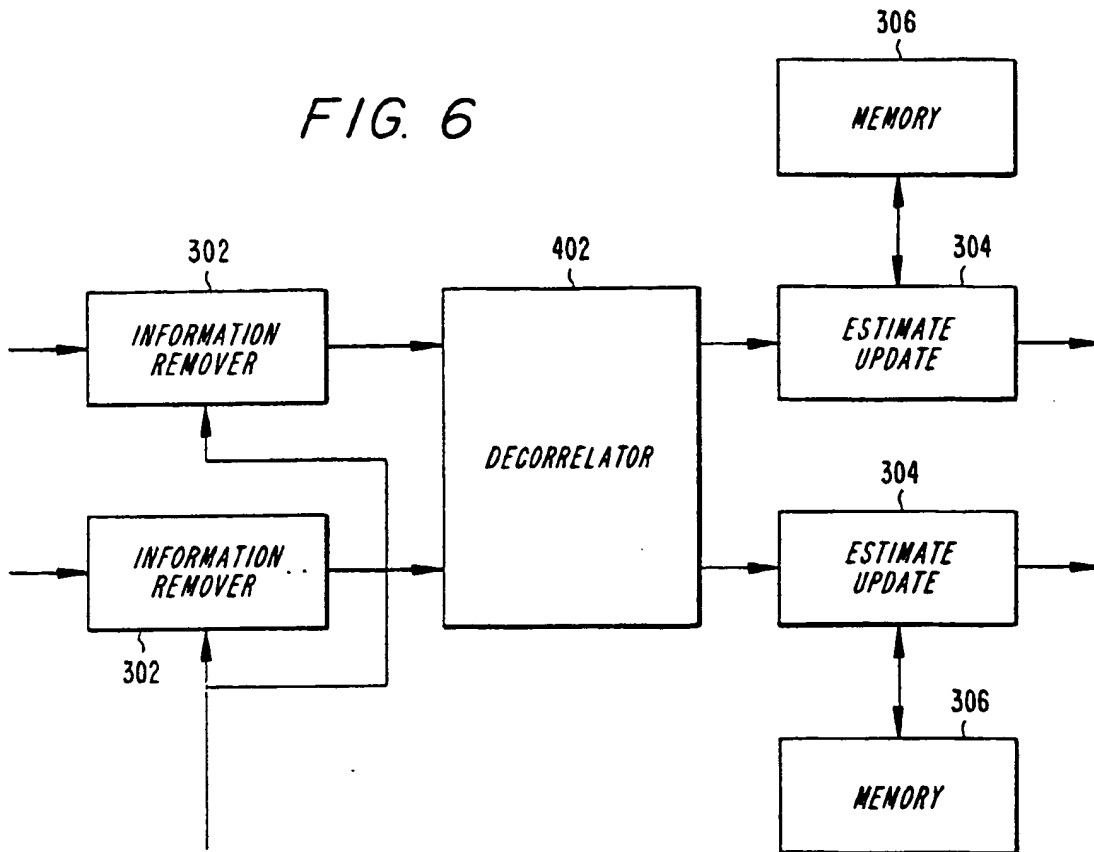 FIG. 6
306
MEMORY
302
INFORMATION
REMOVER
402
DECORRELATOR
304
ESTIMATE
UPDATE
INFORMATION
REMOVER
302
304
ESTIMATE
UPDATE
306
MEMORY